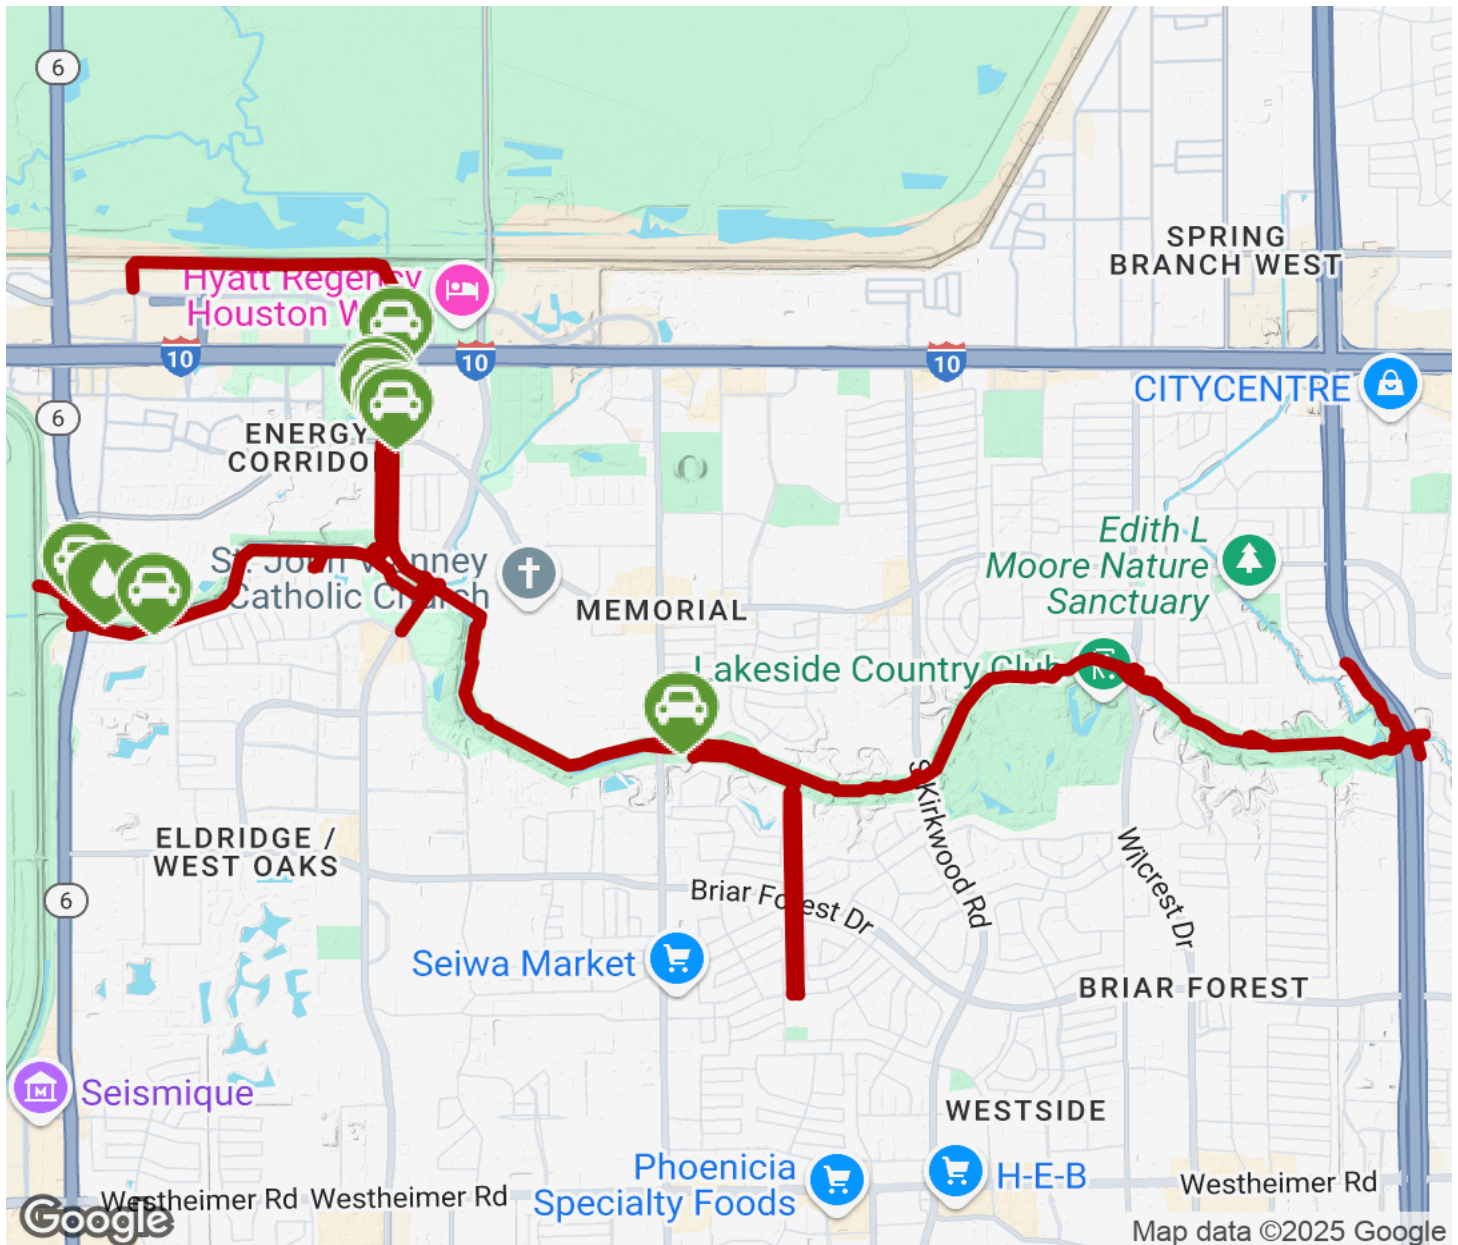 6
SPRING
BRANCH WEST
Hyatt Regency
Houston W
10
10
10
CITYCENTRE
6
ENERGY
CORRIDO
Edith L
Moore Nature
Sanctuary
St. John Vianney
Catholic Church
MEMORIAL
Lakeside Country Club
S Kirkwood Rd
Wilcrest Dr
ELDRIDGE /
WEST OAKS
6
Briar Forest Dr
Seiwa Market
BRIAR FOREST
Seismique
WESTSIDE
Phoenicia
Specialty Foods
H-E-B
Westheimer Rd
Westheimer Rd
Westheimer Rd
Google
Map data ©2025 Google